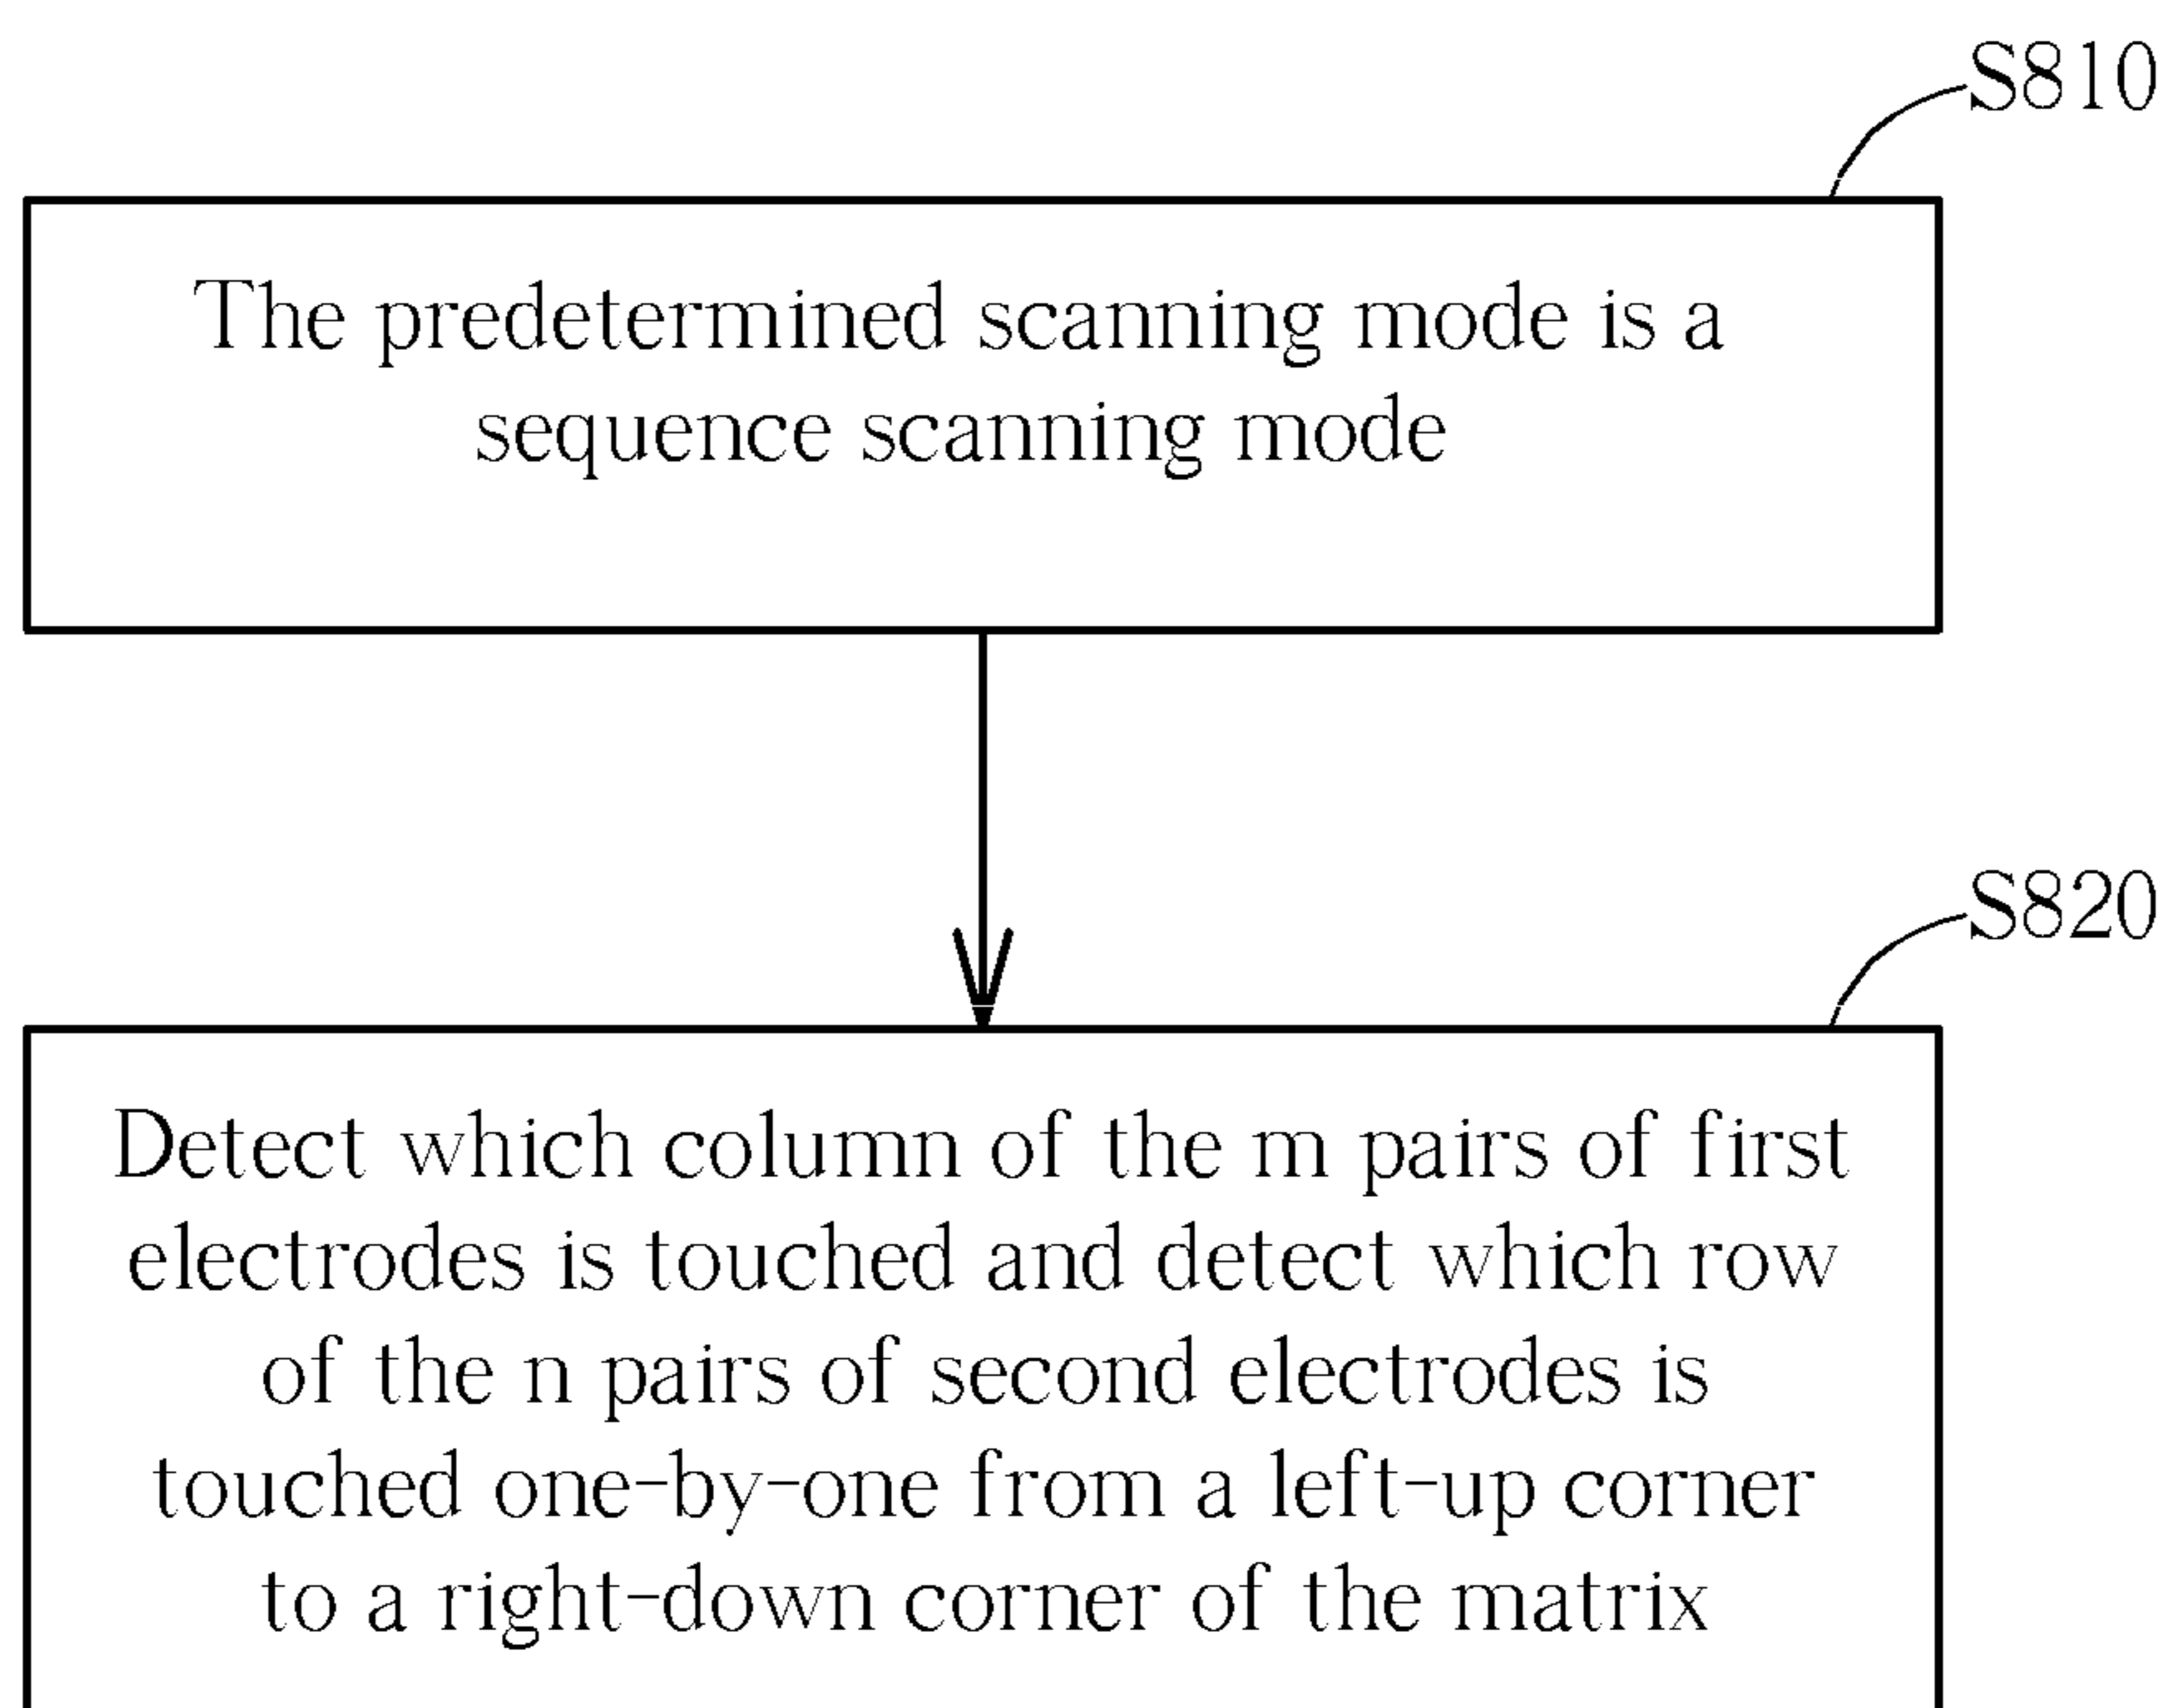 S810
The predetermined scanning mode is a
sequence scanning mode
S820
Detect which column of the m pairs of first
electrodes is touched and detect which row
of the n pairs of second electrodes is
touched one-by-one from a left-up corner
to a right-down corner of the matrix